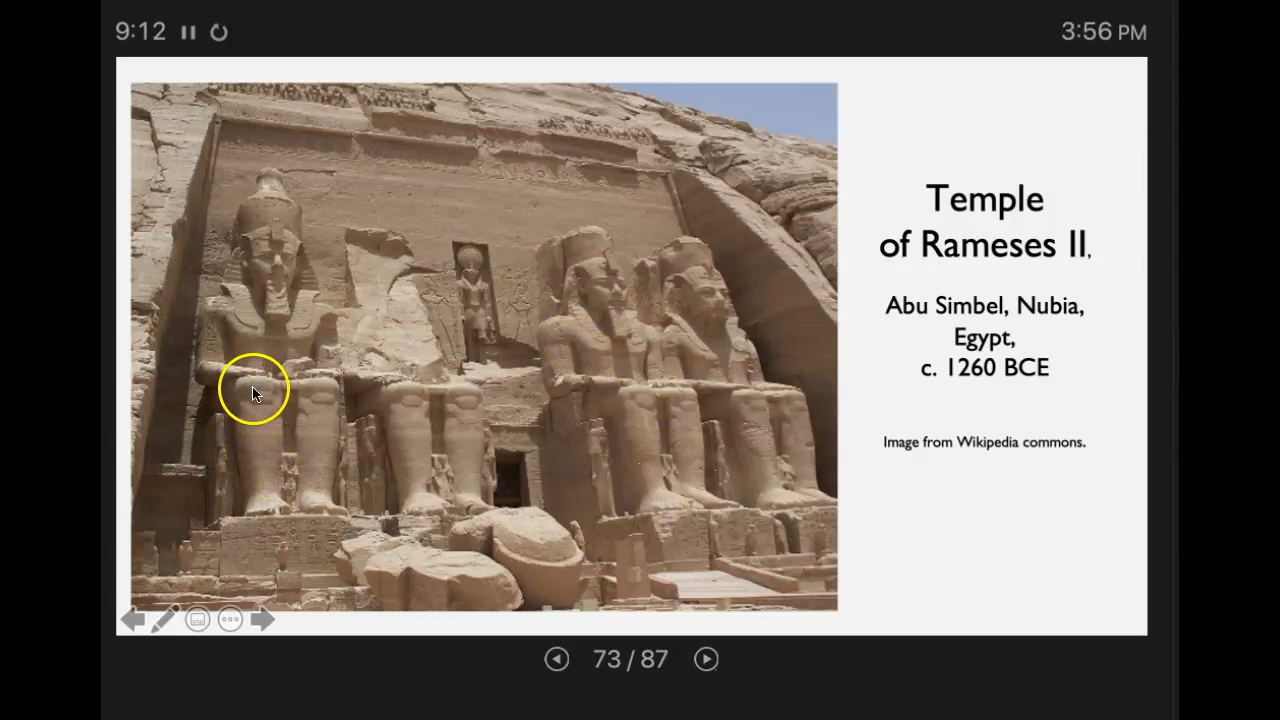 9:12
3:56 PM
Temple
of Rameses II,
Abu Simbel, Nubia,
Egypt,
c. 1260 BCE
Image from Wikipedia commons.
73 / 87